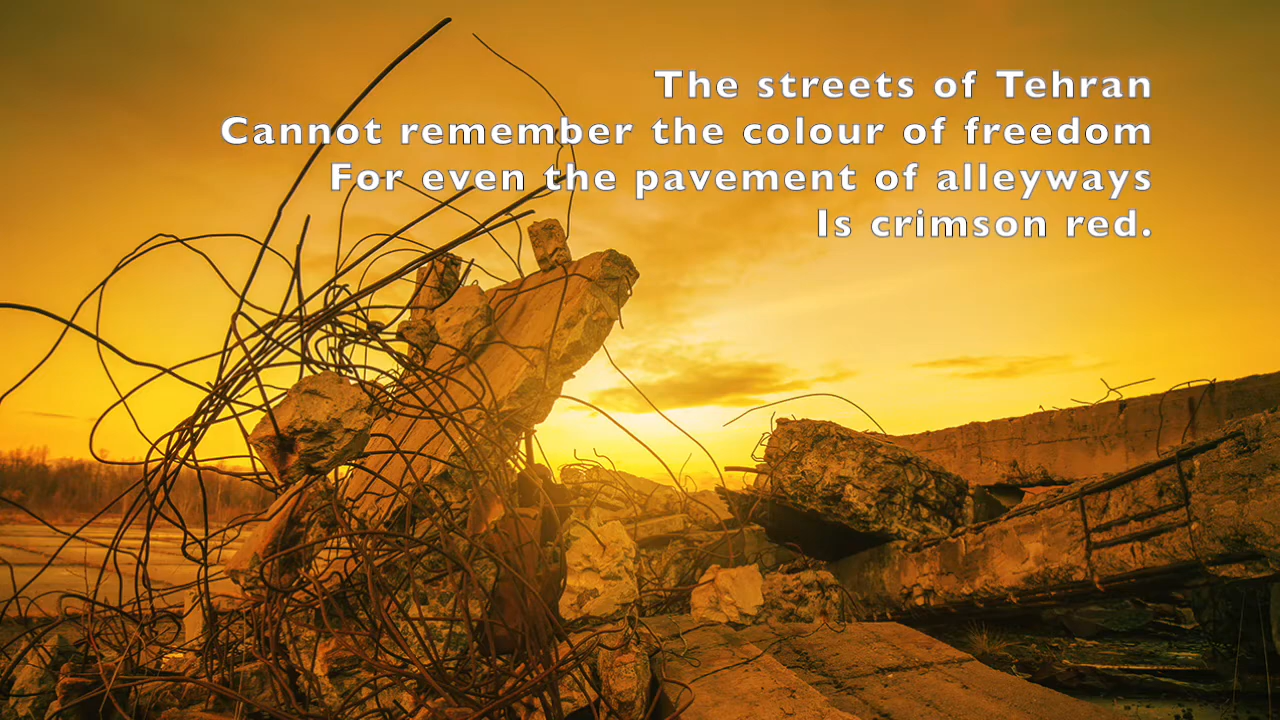 The streets of Tehran
Cannot remember the colour of freedom
For even the pavement of alleyways
Is crimson red.